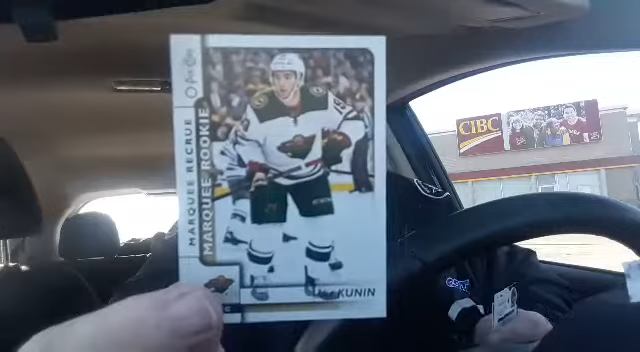 O-Pee-Chee
MARQUEE RECRUE
MARQUEE ROOKIE
KUNIN
CIBC